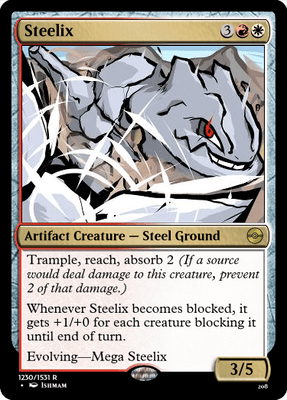 Steelix 3
Artifact Creature — Steel Ground
Trample, reach, absorb 2 (If a source
would deal damage to this creature, prevent
2 of that damage.)
Whenever Steelix becomes blocked, it
gets +1/+0 for each creature blocking it
until end of turn.
Evolving—Mega Steelix
3/5
1230/1531 R
• Ishmam
208